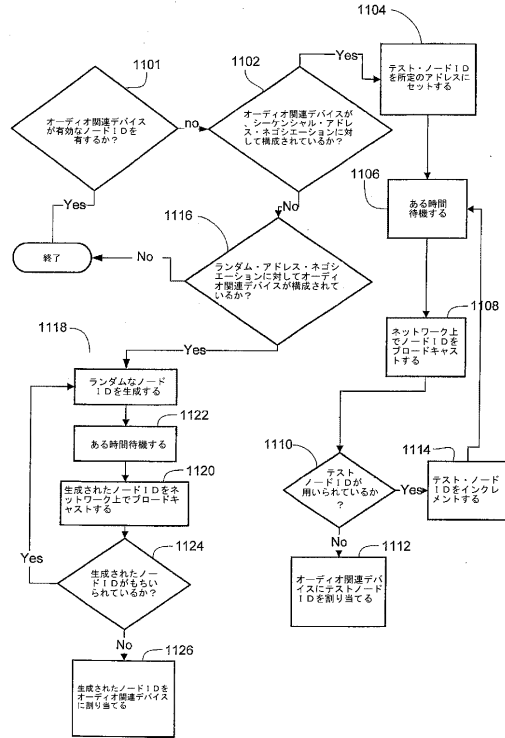 1104
テスト・ノードID
を所定のアドレスに
セットする
1101
オーディオ関連デバイス
が有効なノードIDを
有するか?
no
1102
オーディオ関連デバイスが
、シーケンシャル・アドレ
ス・ネゴシエーションに対
して構成されているか?
Yes
Yes
No
終了
No
1116
ランダム・アドレス・ネゴシ
エーションに対してオーデ
ィオ関連デバイスが構成されて
いるか?
Yes
1106
ある時間
待機する
1108
ネットワーク上
でノードIDを
ブロードキャス
トする
1118
ランダムなノード
IDを生成する
1122
ある時間待機する
1120
生成されたノードIDをネ
ットワーク上でブロードキ
ャストする
1110
テスト
ノードIDが
用いられているか
?
Yes
1114
テスト・ノード
IDをインクレ
メントする
No
1112
オーディオ関連デバ
イスにテストノード
IDを割り当てる
1124
生成されたノー
ドIDがもちい
られているか?
Yes
No
1126
生成されたノードIDを
オーディオ関連デバイス
に割り当てる